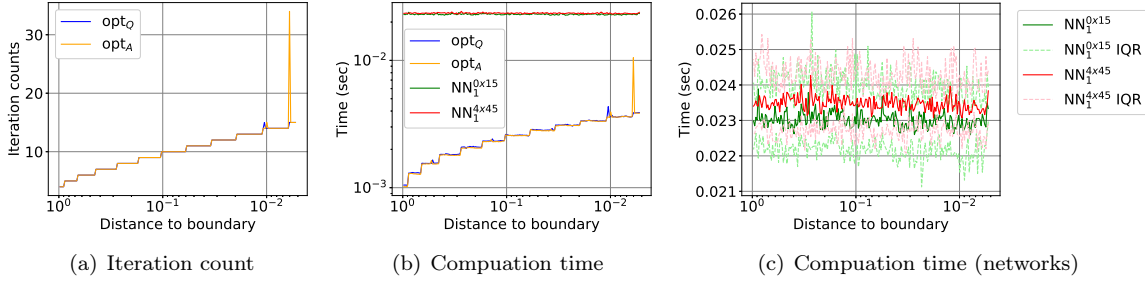 opt_Q
opt_A
30
20
10
Iteration counts
10^0
10^{-1}
10^{-2}
Distance to boundary
(a) Iteration count
opt_Q
opt_A
NN_1^{0x15}
NN_1^{4x45}
10^{-2}
10^{-3}
Time (sec)
10^0
10^{-1}
10^{-2}
Distance to boundary
(b) Compuation time
0.026
0.025
0.024
0.023
0.022
0.021
Time (sec)
10^0
10^{-1}
10^{-2}
Distance to boundary
NN_1^{0x15}
NN_1^{0x15} IQR
NN_1^{4x45}
NN_1^{4x45} IQR
(c) Compuation time (networks)